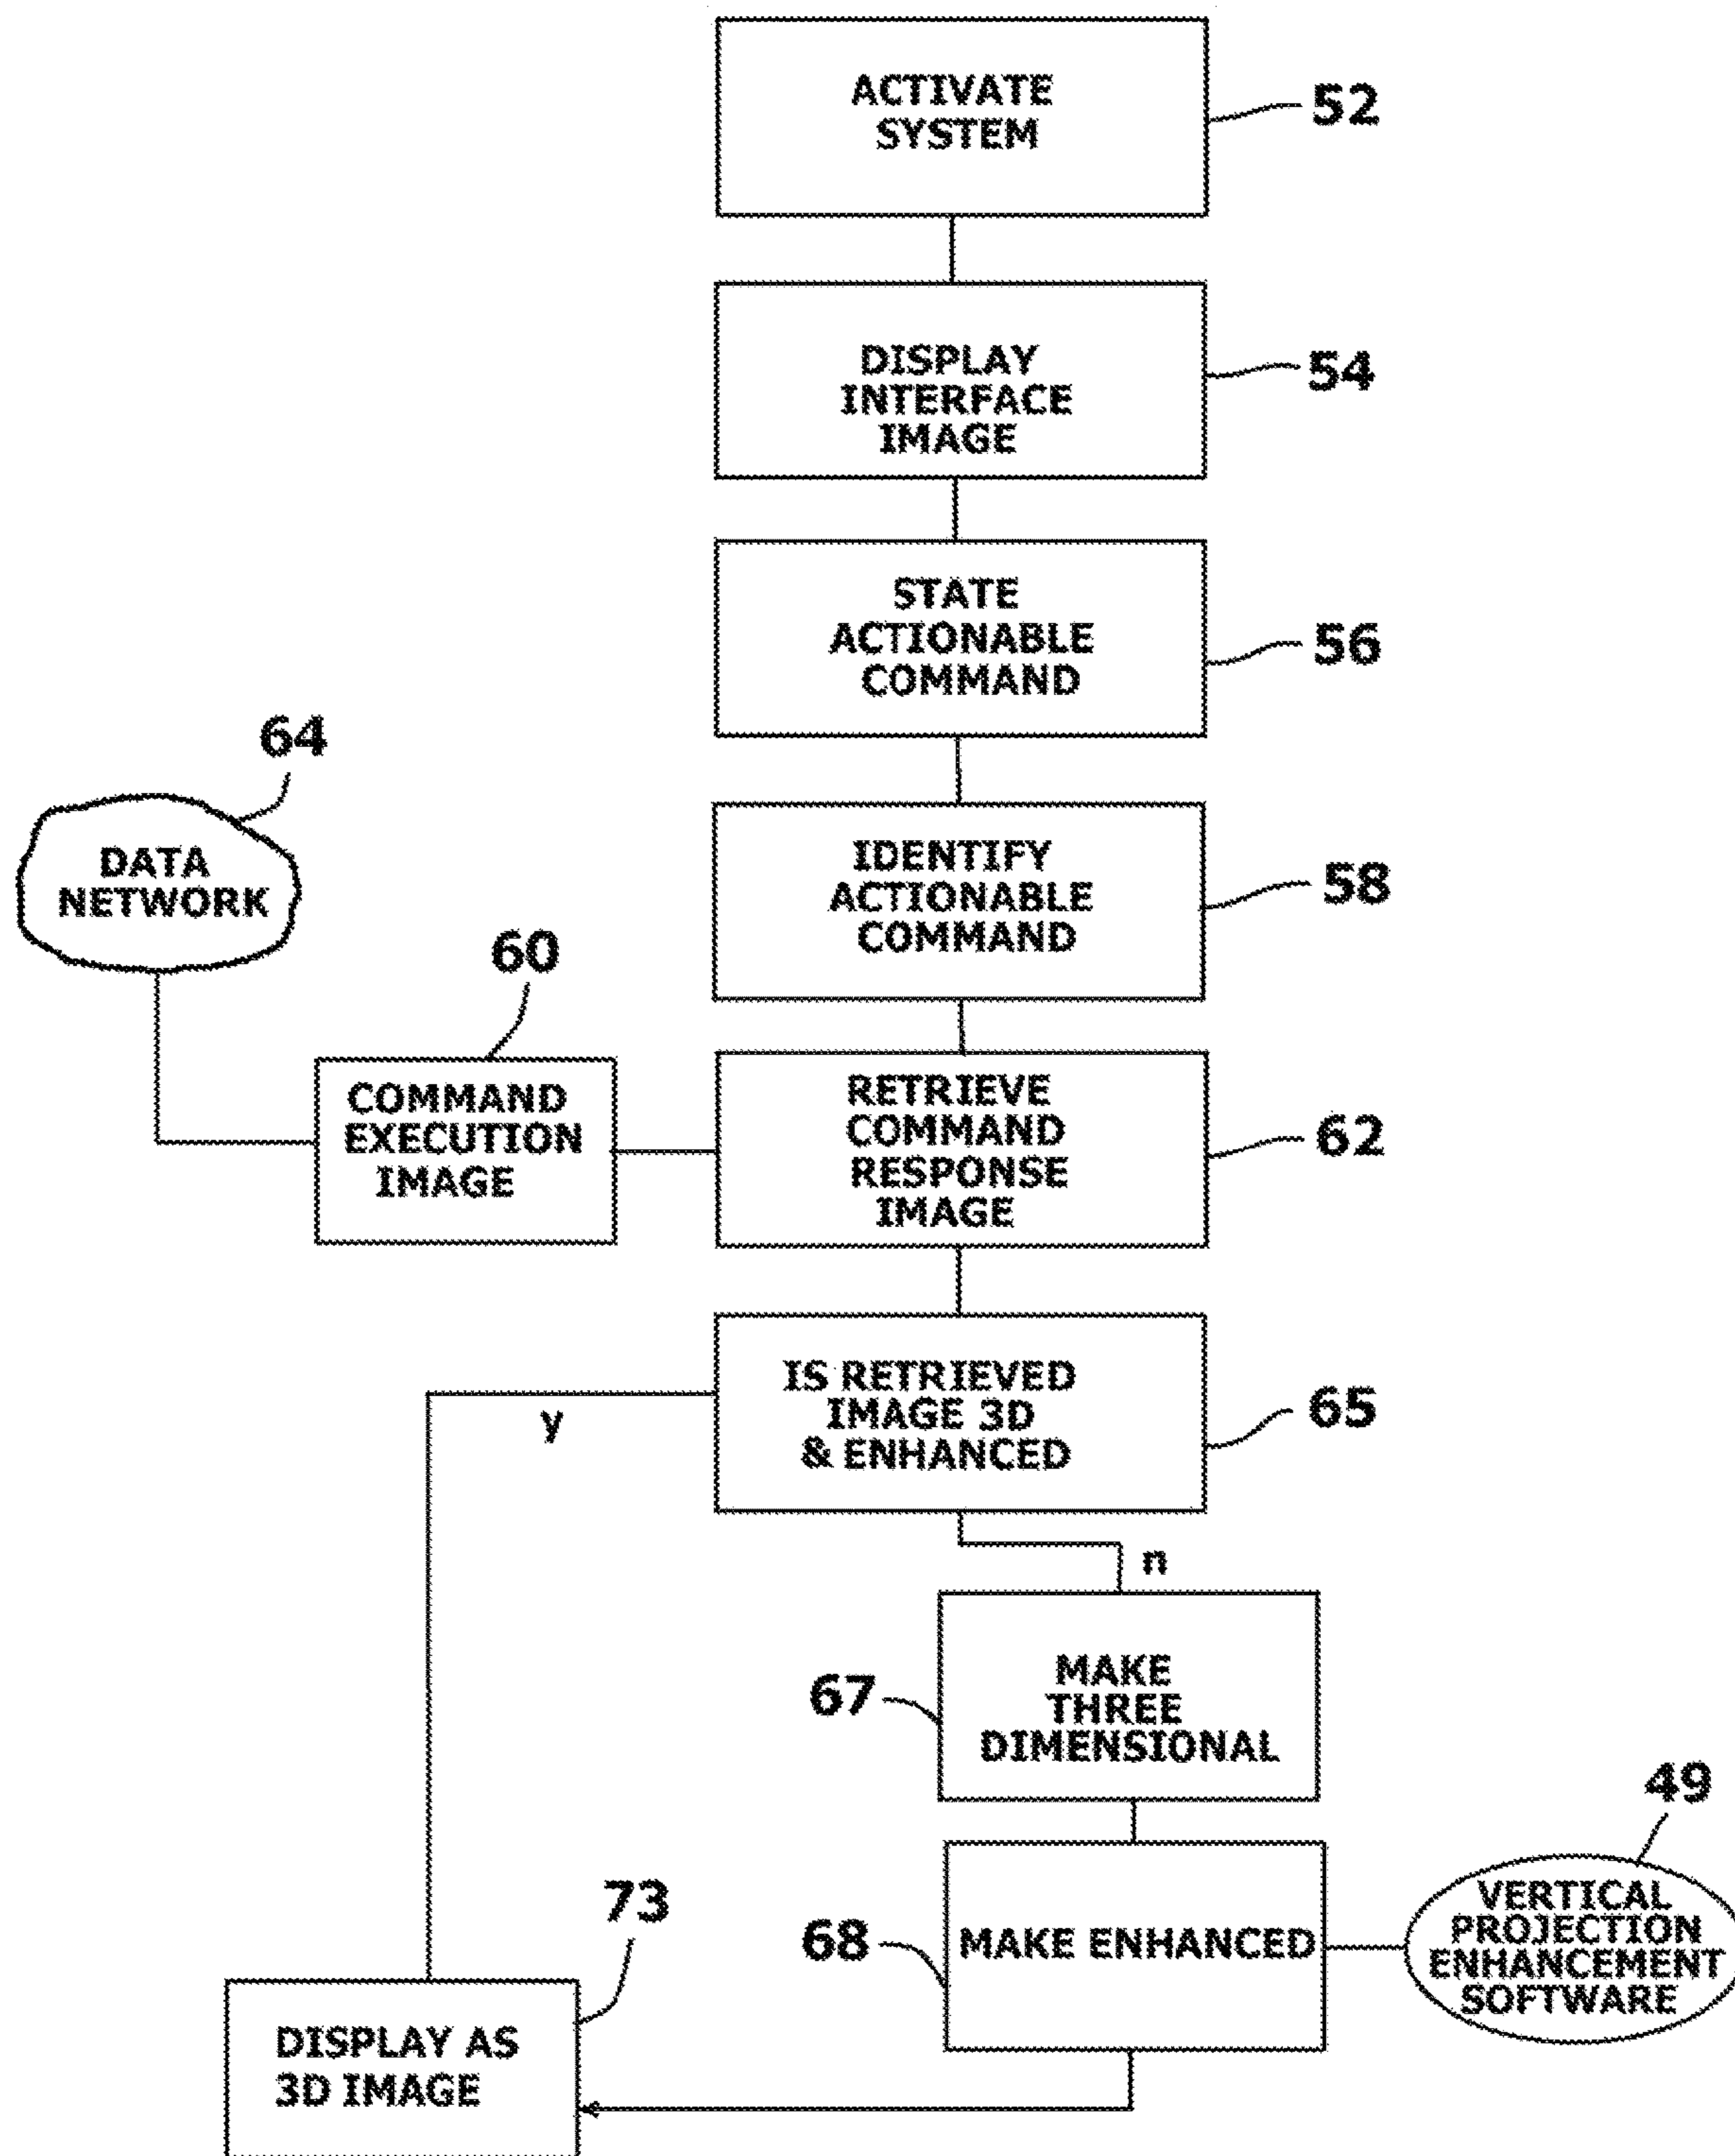 ACTIVATE
SYSTEM
52
DISPLAY
INTERFACE
IMAGE
54
STATE
ACTIONABLE
COMMAND
56
64
DATA
NETWORK
IDENTIFY
ACTIONABLE
COMMAND
58
60
COMMAND
EXECUTION
IMAGE
RETRIEVE
COMMAND
RESPONSE
IMAGE
62
IS RETRIEVED
IMAGE 3D
& ENHANCED
65
y
n
67
MAKE
THREE
DIMENSIONAL
49
68
MAKE ENHANCED
VERTICAL
PROJECTION
ENHANCEMENT
SOFTWARE
73
DISPLAY AS
3D IMAGE